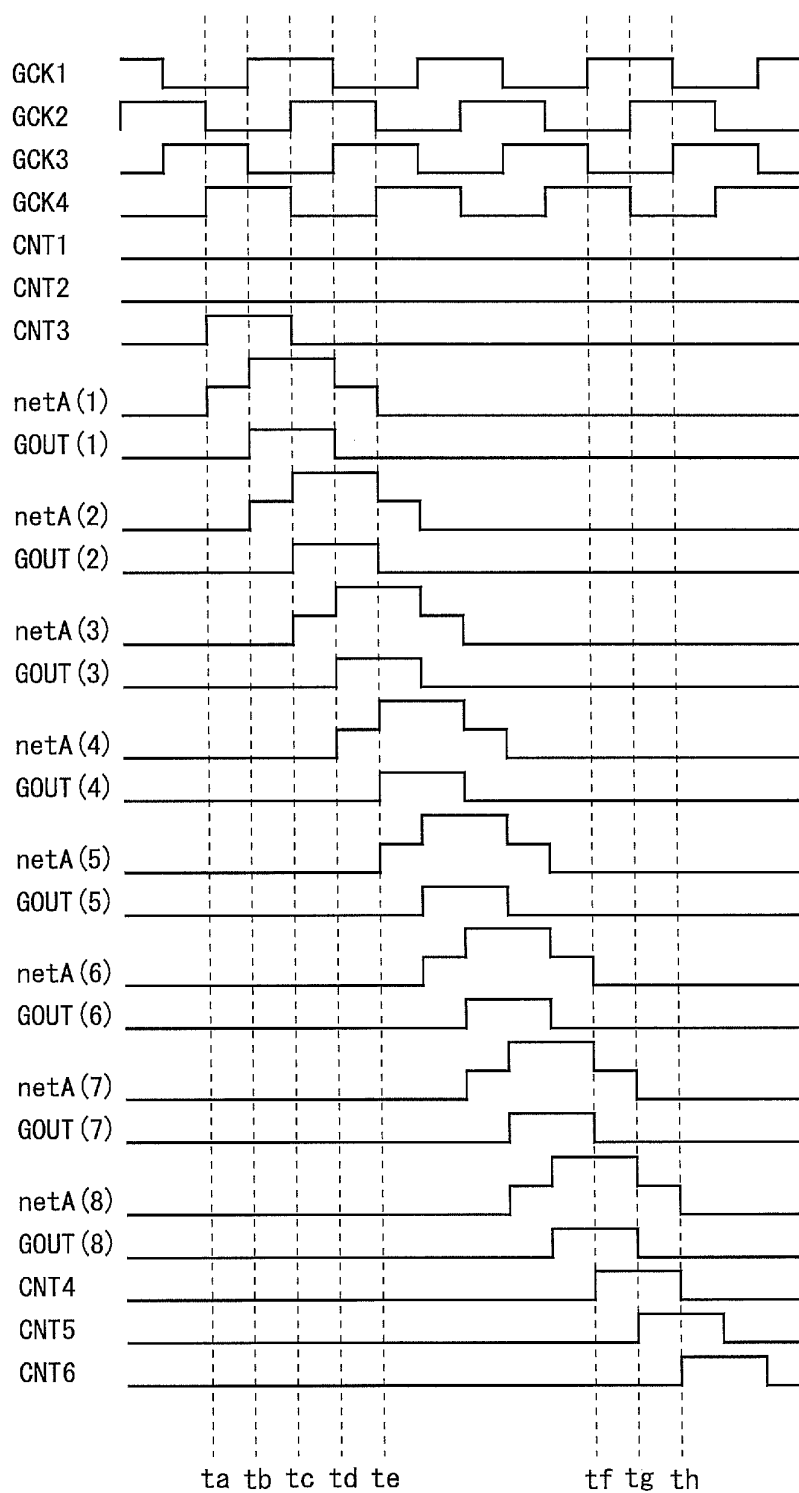 GCK1
GCK2
GCK3
GCK4
CNT1
CNT2
CNT3
netA(1)
GOUT(1)
netA(2)
GOUT(2)
netA(3)
GOUT(3)
netA(4)
GOUT(4)
netA(5)
GOUT(5)
netA(6)
GOUT(6)
netA(7)
GOUT(7)
netA(8)
GOUT(8)
CNT4
CNT5
CNT6
ta tb tc td te tf tg th